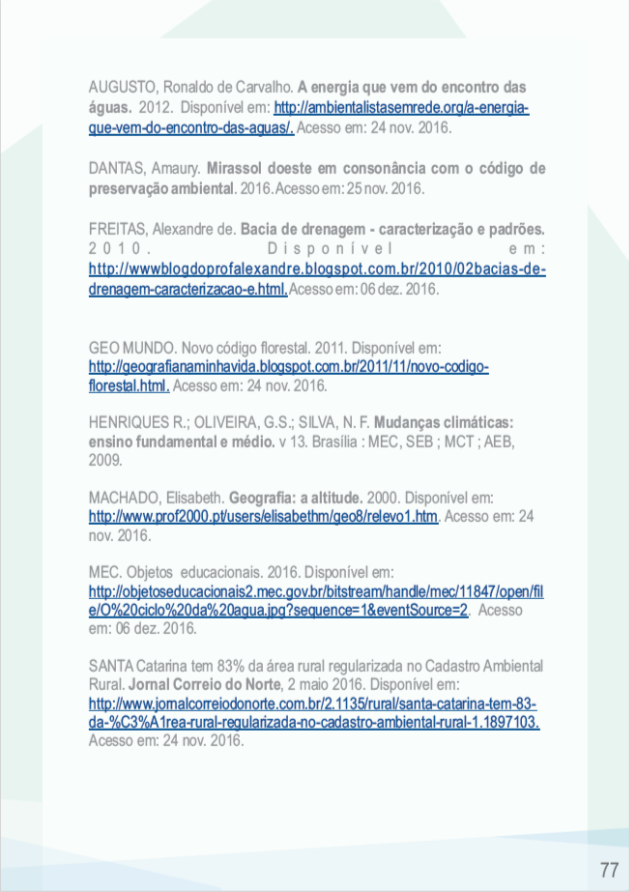 AUGUSTO, Ronaldo de Carvalho. A energia que vem do encontro das
águas. 2012. Disponível em: http://ambientalistasemrede.org/a-energia-
que-vem-do-encontro-das-aguas/. Acesso em: 24 nov. 2016.
DANTAS, Amaury. Mirassol doeste em consonância com o código de
preservação ambiental. 2016. Acesso em: 25 nov. 2016.
FREITAS, Alexandre de. Bacia de drenagem - caracterização e padrões.
2010. Disponível em:
http://wwwblogdoprofalexandre.blogspot.com.br/2010/02bacias-de-
drenagem-caracterizacao-e.html. Acesso em: 06 dez. 2016.
GEO MUNDO. Novo código florestal. 2011. Disponível em:
http://geografianaminhavida.blogspot.com.br/2011/11/novo-codigo-
florestal.html. Acesso em: 24 nov. 2016.
HENRIQUES R.; OLIVEIRA, G.S.; SILVA, N. F. Mudanças climáticas:
ensino fundamental e médio. v 13. Brasília : MEC, SEB ; MCT ; AEB,
2009.
MACHADO, Elisabeth. Geografia: a altitude. 2000. Disponível em:
http://www.prof2000.pt/users/elisabethm/geo8/relevo1.htm. Acesso em: 24
nov. 2016.
MEC. Objetos educacionais. 2016. Disponível em:
http://objetoseducacionais2.mec.gov.br/bitstream/handle/mec/11847/open/fil
e/O%20ciclo%20da%20agua.jpg?sequence=1&eventSource=2. Acesso
em: 06 dez. 2016.
SANTA Catarina tem 83% da área rural regularizada no Cadastro Ambiental
Rural. Jornal Correio do Norte, 2 maio 2016. Disponível em:
http://www.jornalcorreiodonorte.com.br/2.1135/rural/santa-catarina-tem-83-
da-%C3%A1rea-rural-regularizada-no-cadastro-ambiental-rural-1.1897103.
Acesso em: 24 nov. 2016.
77